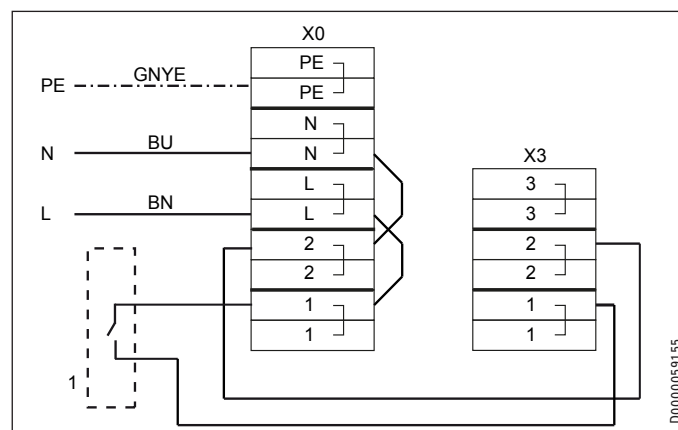 X0
PE
PE GNYE PE
N
N BU N X3
L 3
L BN L 3
2 2
2 2
1 1
1 1
1
D0000059155